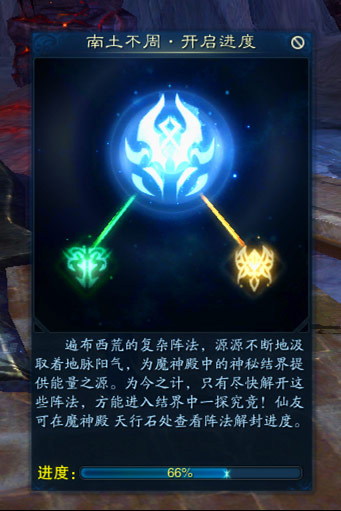 南土不周·开启进度
遍布西荒的复杂阵法，源源不断地汲
取着地脉阳气，为魔神殿中的神秘结界提
供能量之源。为今之计，只有尽快解开这
些阵法，方能进入结界中一探究竟！仙友
可在魔神殿 天行石处查看阵法解封进度。
进度：
66%